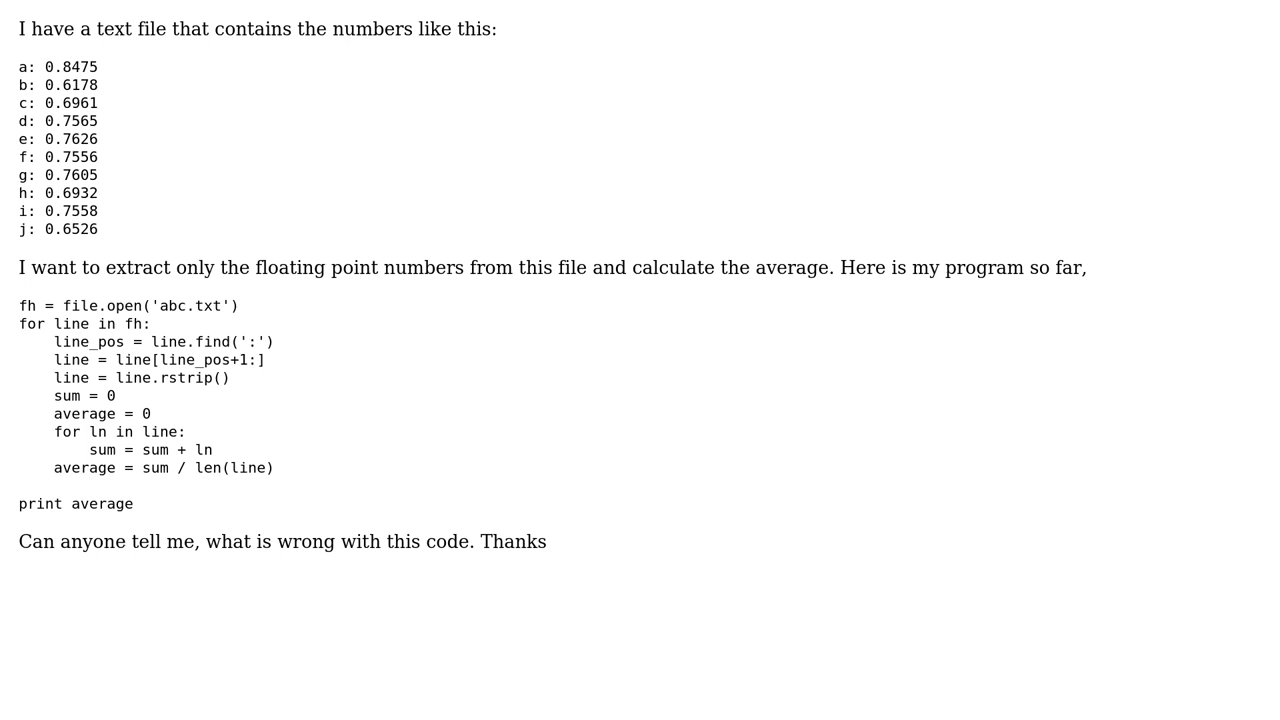 I have a text file that contains the numbers like this:
a: 0.8475
b: 0.6178
c: 0.6961
d: 0.7565
e: 0.7626
f: 0.7556
g: 0.7605
h: 0.6932
i: 0.7558
j: 0.6526
I want to extract only the floating point numbers from this file and calculate the average. Here is my program so far,
fh = file.open('abc.txt')
for line in fh:
    line_pos = line.find(':')
    line = line[line_pos+1:]
    line = line.rstrip()
    sum = 0
    average = 0
    for ln in line:
        sum = sum + ln
    average = sum / len(line)
print average
Can anyone tell me, what is wrong with this code. Thanks